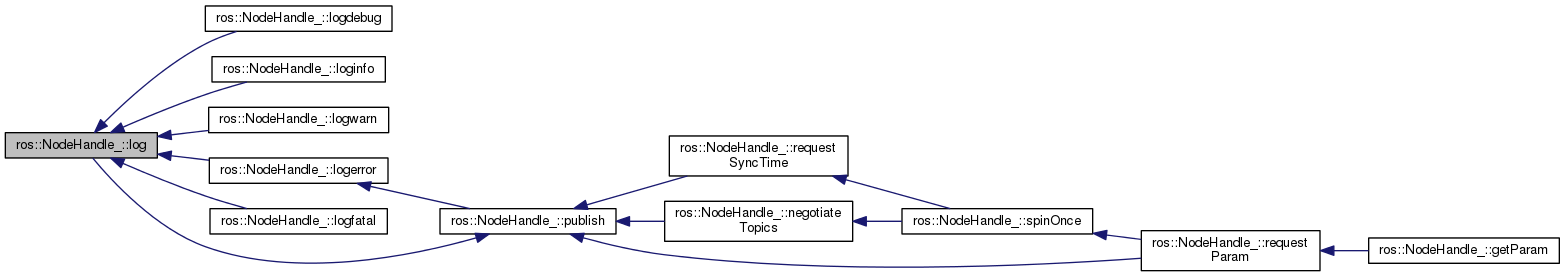 ros::NodeHandle_::logdebug
ros::NodeHandle_::loginfo
ros::NodeHandle_::logwarn
ros::NodeHandle_::log
ros::NodeHandle_::logerror
ros::NodeHandle_::logfatal
ros::NodeHandle_::publish
ros::NodeHandle_::request
SyncTime
ros::NodeHandle_::negotiate
Topics
ros::NodeHandle_::spinOnce
ros::NodeHandle_::request
Param
ros::NodeHandle_::getParam